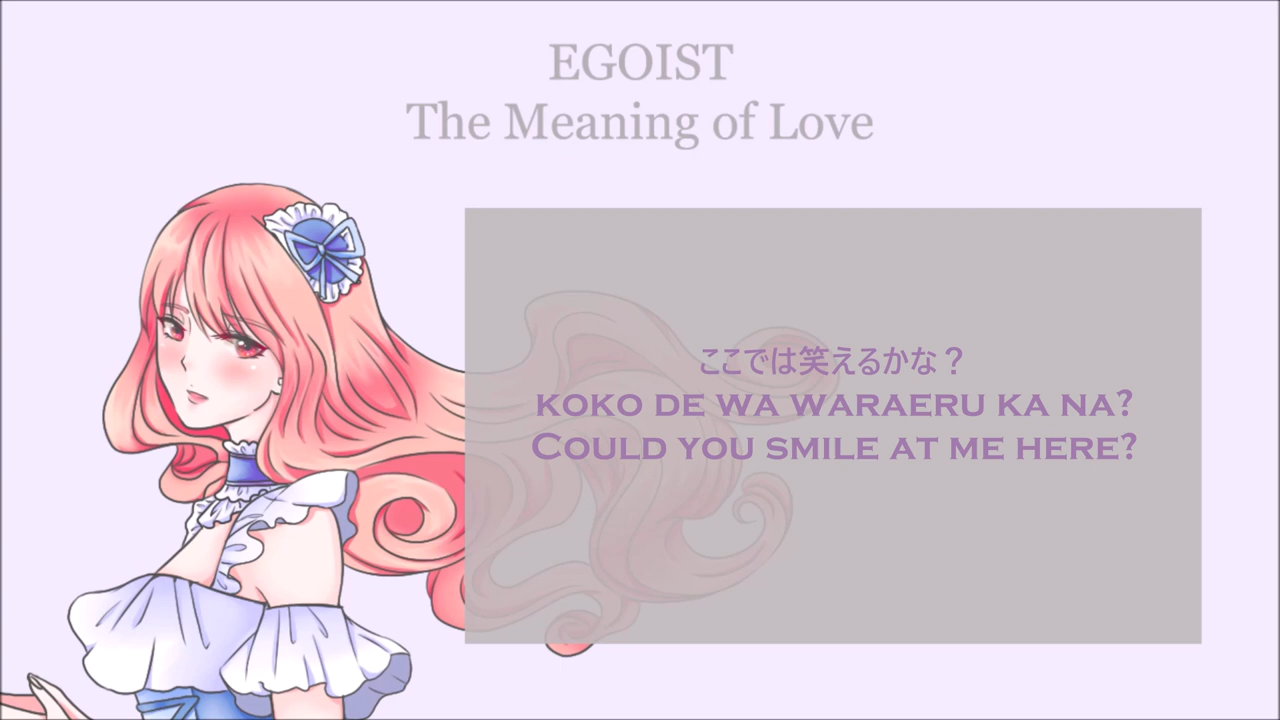 EGOIST
The Meaning of Love
ここでは笑えるかな？
KOKO DE WA WARAERU KA NA?
COULD YOU SMILE AT ME HERE?